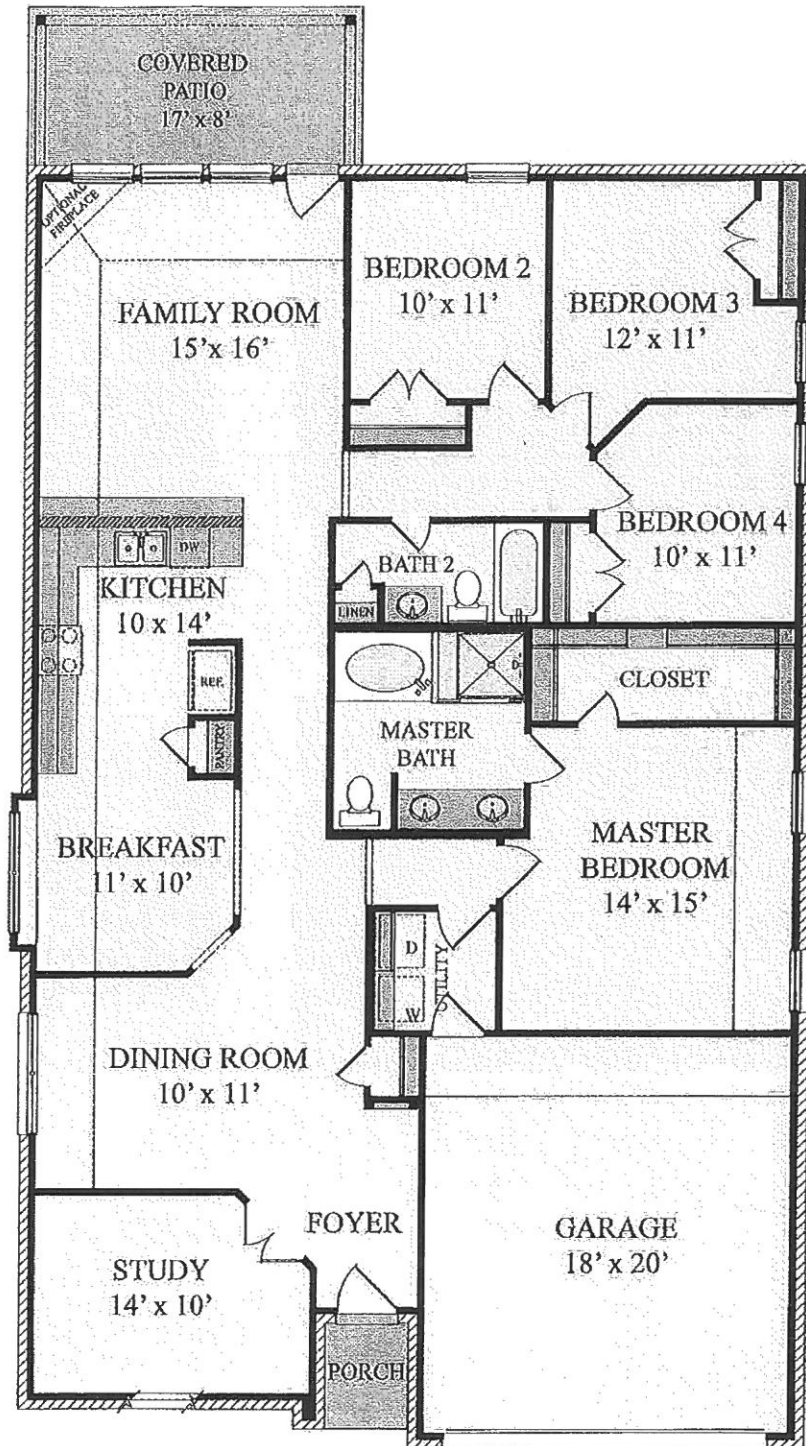 COVERED
PATIO
17' x 8'
OPTIONAL
FIREPLACE
FAMILY ROOM
15'x 16'
BEDROOM 2
10' x 11'
BEDROOM 3
12' x 11'
BEDROOM 4
10' x 11'
DW
KITCHEN
10 x 14'
BATH 2
LINEN
REF.
PANTRY
CLOSET
MASTER
BATH
BREAKFAST
11' x 10'
MASTER
BEDROOM
14' x 15'
D
W
UTILITY
DINING ROOM
10' x 11'
FOYER
STUDY
14' x 10'
GARAGE
18' x 20'
PORCH